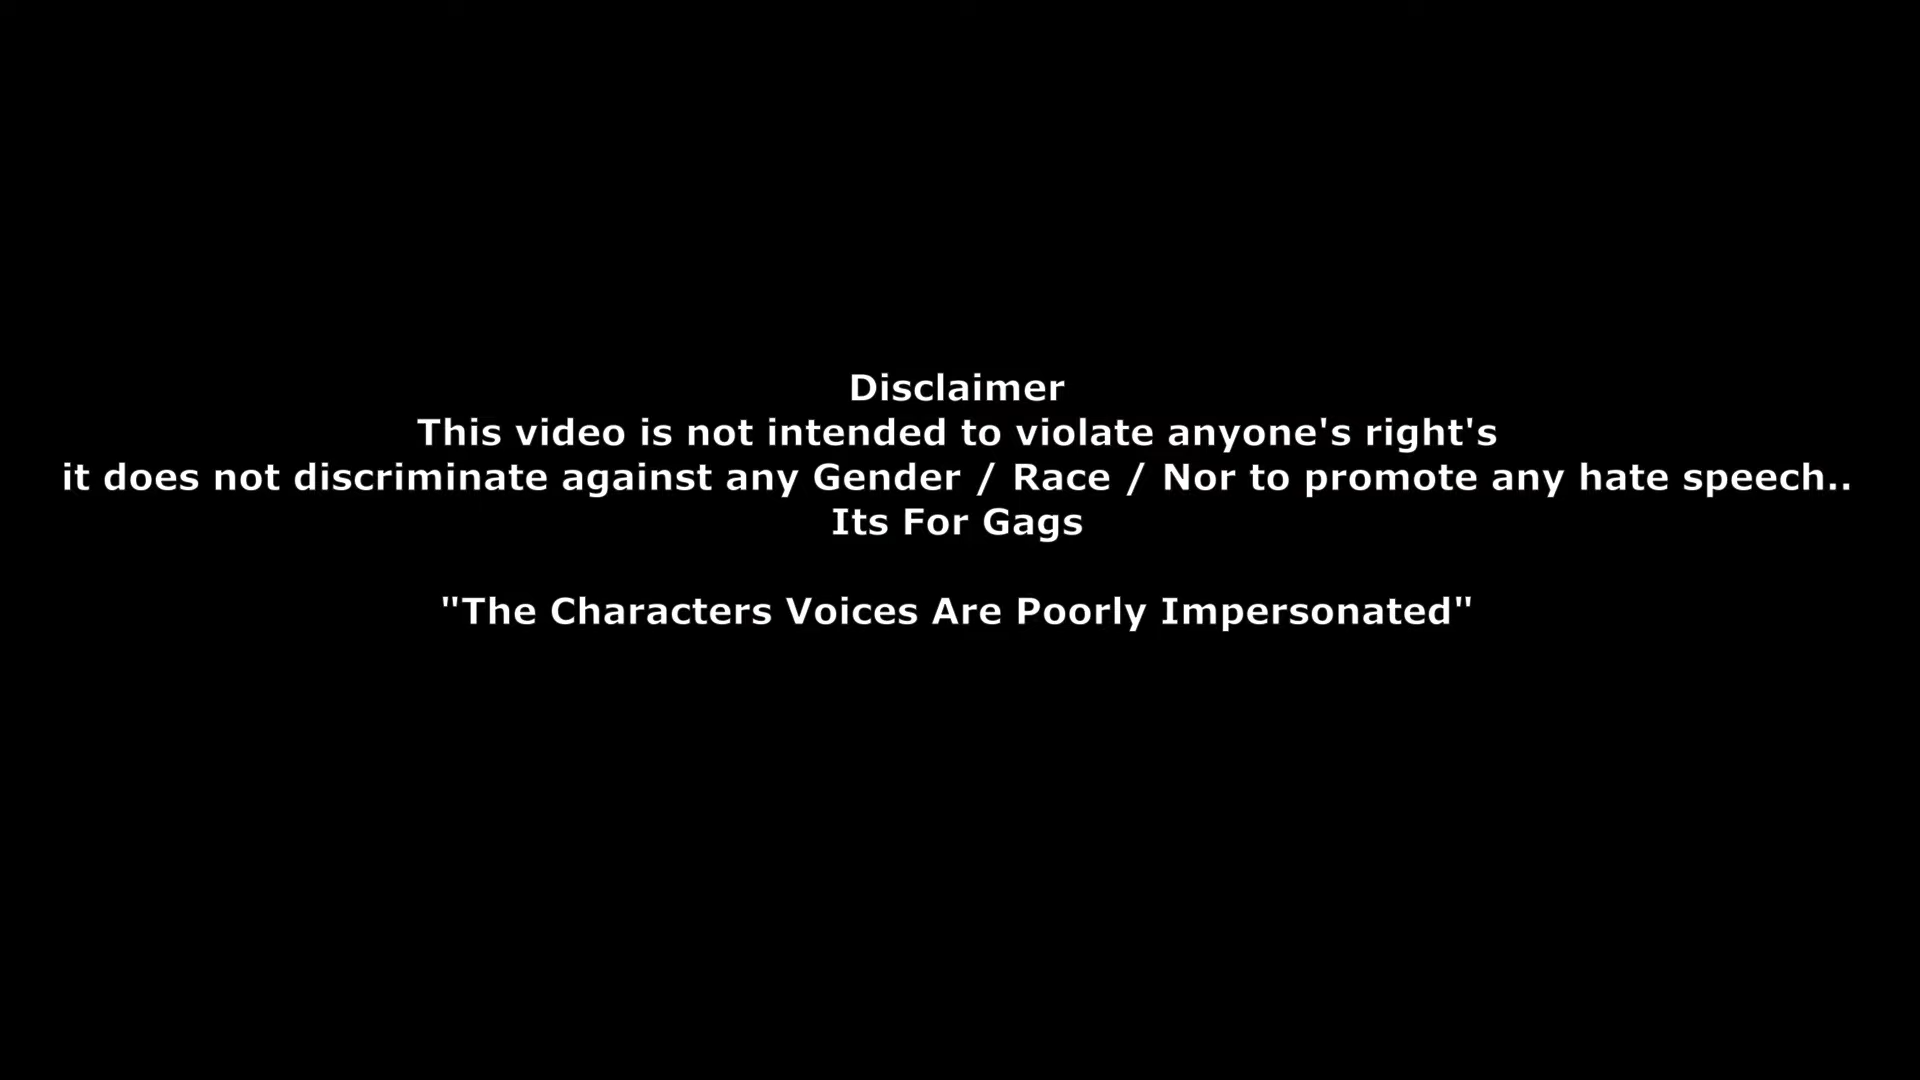 Disclaimer
This video is not intended to violate anyone's right's
it does not discriminate against any Gender / Race / Nor to promote any hate speech..
Its For Gags
"The Characters Voices Are Poorly Impersonated"